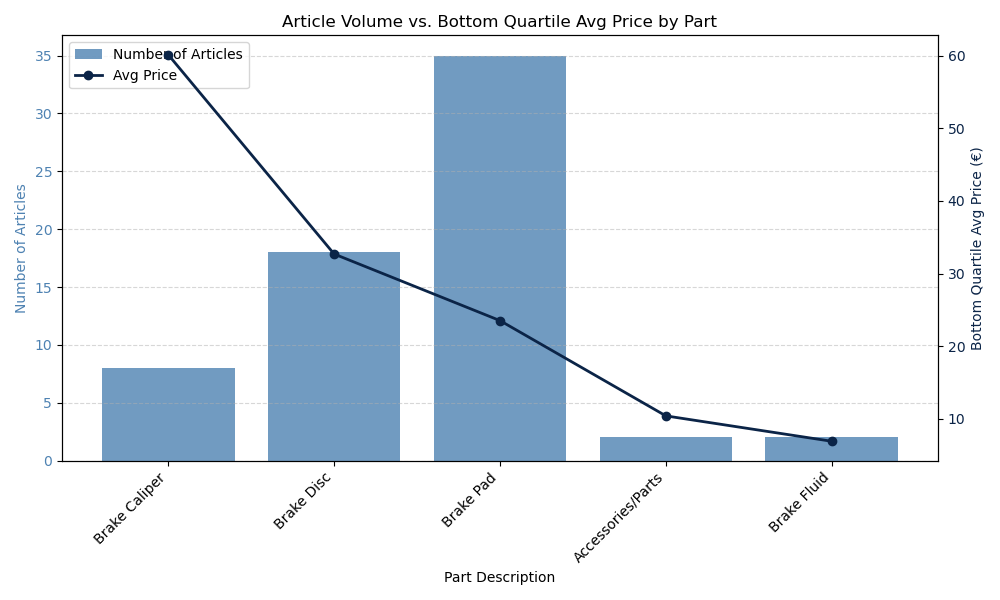 Article Volume vs. Bottom Quartile Avg Price by Part
Number of Articles
Avg Price
Number of Articles
35
30
25
20
15
10
5
0
60
50
40
30
20
10
Bottom Quartile Avg Price (€)
Brake Caliper
Brake Disc
Brake Pad
Accessories/Parts
Brake Fluid
Part Description